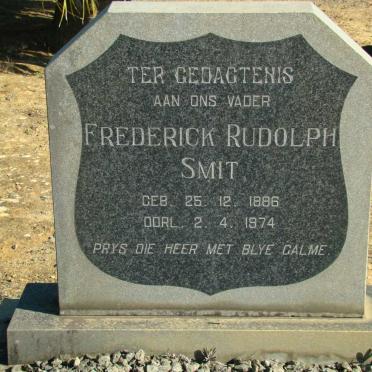 TER GEDAGTENIS
AAN ONS VADER
FREDERICK RUDOLPH
SMIT
GEB. 25. 12. 1886
OORL. 2. 4. 1974
PRYS DIE HEER MET BLYE GALME.